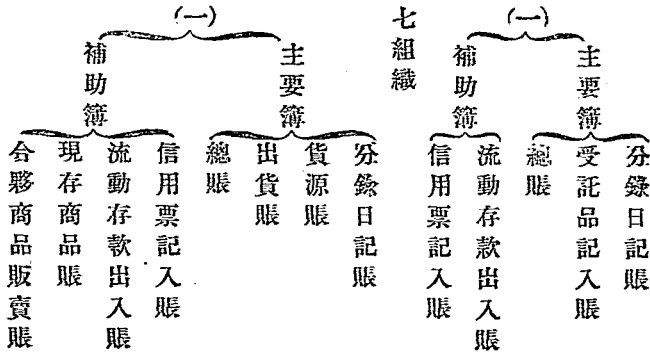 (一)
主要簿
分錄日記賬
受託品記入賬
總賬
補助簿
流動存款出入賬
信用票記入賬
七組織
(一)
主要簿
分錄日記賬
貨源賬
出貨賬
總賬
補助簿
信用票記入賬
流動存款出入賬
現存商品賬
合夥商品販賣賬